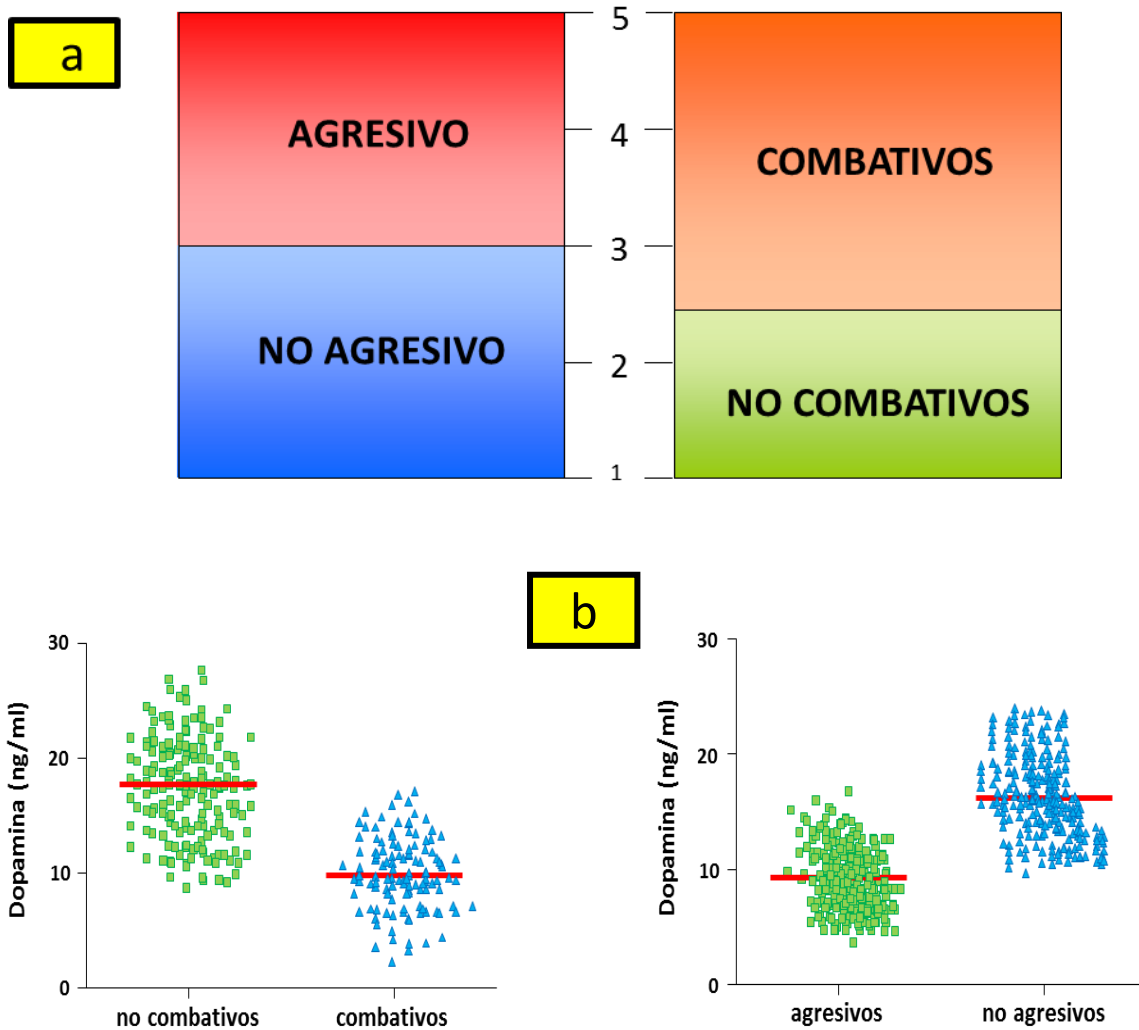 a
AGRESIVO
NO AGRESIVO
5
4
3
2
1
COMBATIVOS
NO COMBATIVOS
b
Dopamina (ng/ml)
30
20
10
0
no combativos
combativos
Dopamina (ng/ml)
30
20
10
0
agresivos
no agresivos